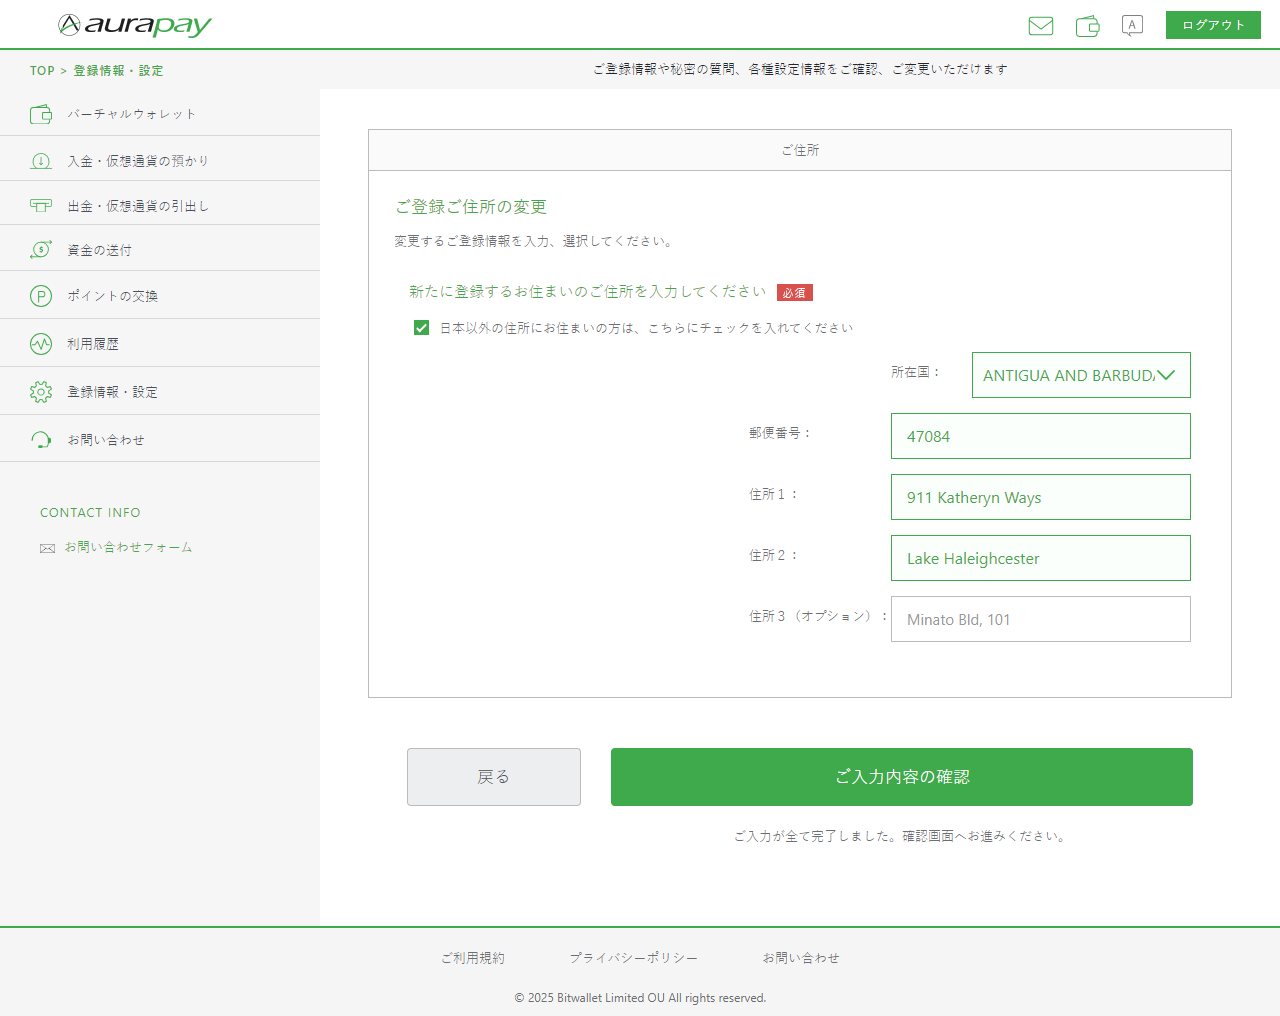 aurapay
A
ログアウト
TOP > 登録情報・設定
ご登録情報や秘密の質問、各種設定情報をご確認、ご変更いただけます
バーチャルウォレット
入金・仮想通貨の預かり
出金・仮想通貨の引出し
資金の送付
ポイントの交換
利用履歴
登録情報・設定
お問い合わせ
CONTACT INFO
お問い合わせフォーム
ご住所
ご登録ご住所の変更
変更するご登録情報を入力、選択してください。
新たに登録するお住まいのご住所を入力してください 必須
日本以外の住所にお住まいの方は、こちらにチェックを入れてください
所在国： ANTIGUA AND BARBUDA
郵便番号： 47084
住所１： 911 Katheryn Ways
住所２： Lake Haleighcester
住所３（オプション）： Minato Bld, 101
戻る
ご入力内容の確認
ご入力が全て完了しました。確認画面へお進みください。
ご利用規約 プライバシーポリシー お問い合わせ
© 2025 Bitwallet Limited OU All rights reserved.